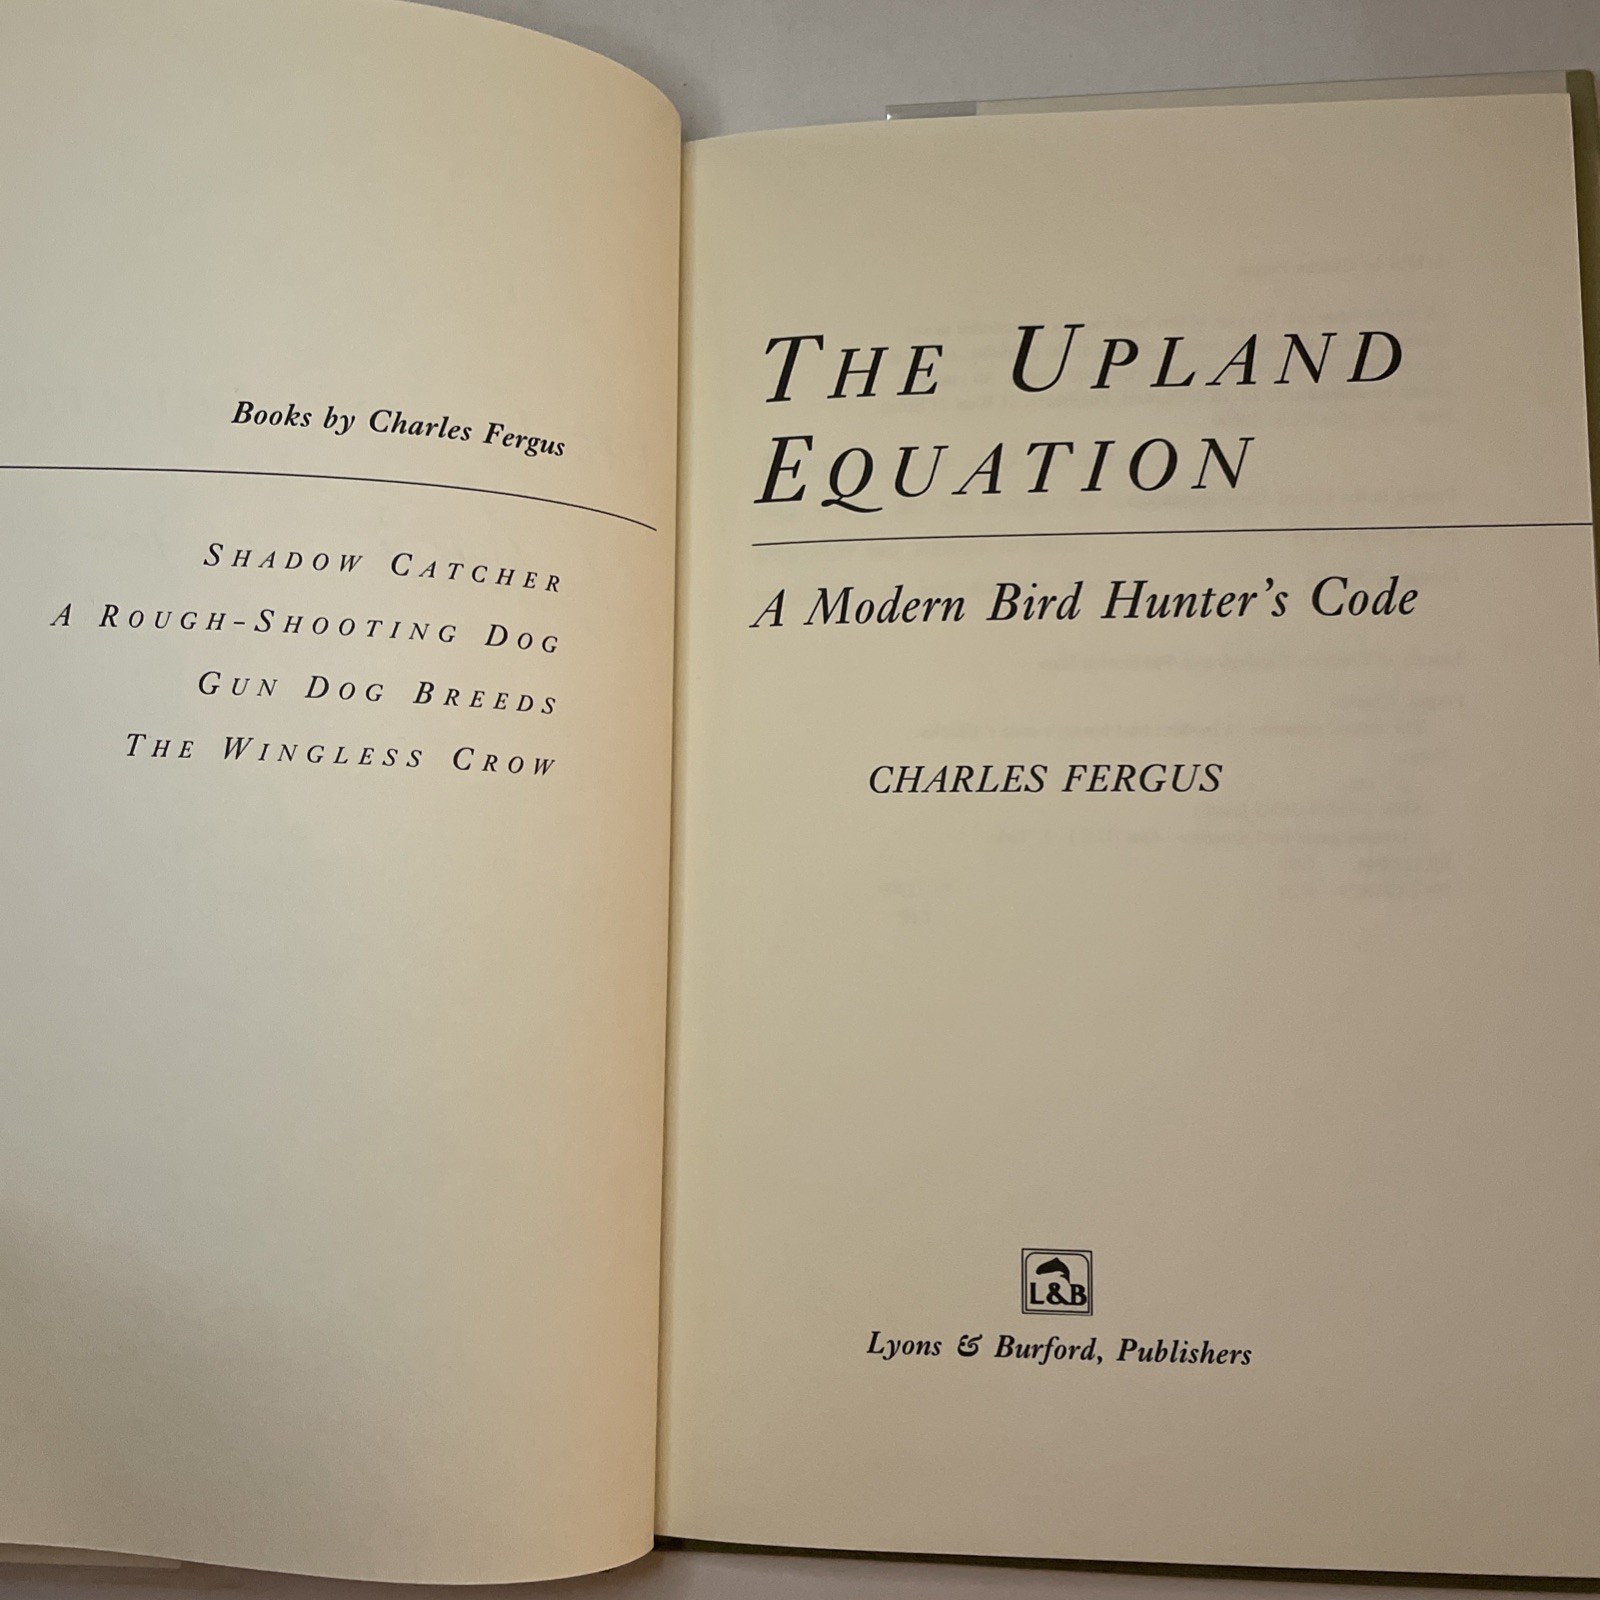 Books by Charles Fergus
SHADOW CATCHER
A ROUGH-SHOOTING DOG
GUN DOG BREEDS
THE WINGLESS CROW
THE UPLAND
EQUATION
A Modern Bird Hunter's Code
CHARLES FERGUS
L&B
Lyons & Burford, Publishers